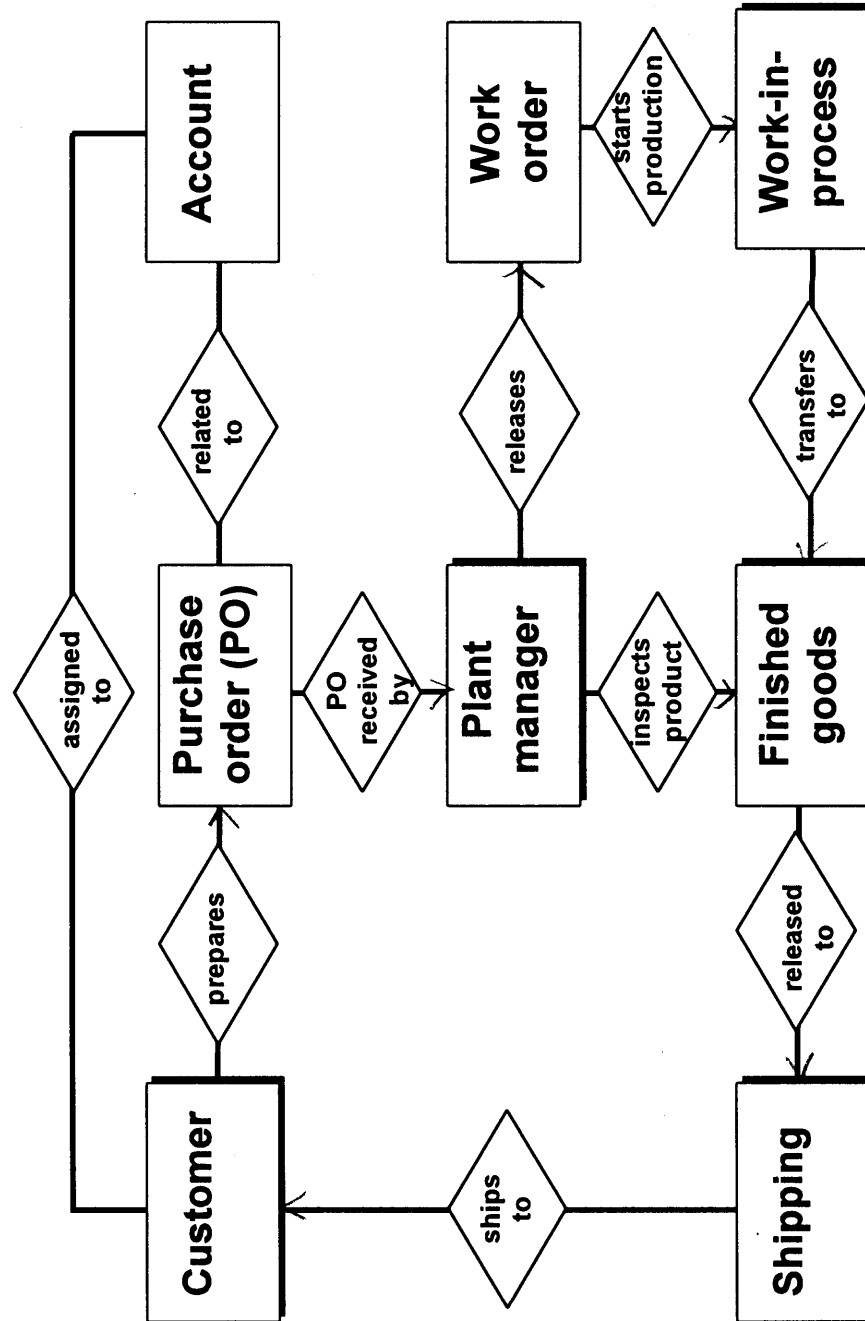 assigned
to
Customer
prepares
Purchase
order (PO)
related
to
Account
ships
to
PO
received
by
Plant
manager
releases
Work
order
inspects
product
starts
production
Shipping
released
to
Finished
goods
transfers
to
Work-in-
process